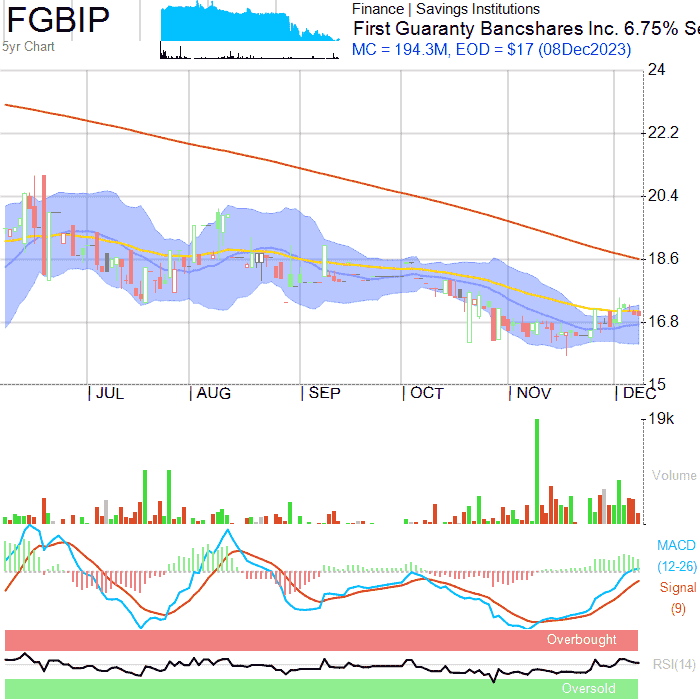 FGBIP
5yr Chart
Finance | Savings Institutions
First Guaranty Bancshares Inc. 6.75% Se
MC = 194.3M, EOD = $17 (08Dec2023)
24
22.2
20.4
18.6
16.8
15
JUL AUG SEP OCT NOV DEC
19k
Volume
MACD
(12-26)
Signal
(9)
Overbought
RSI(14)
Oversold